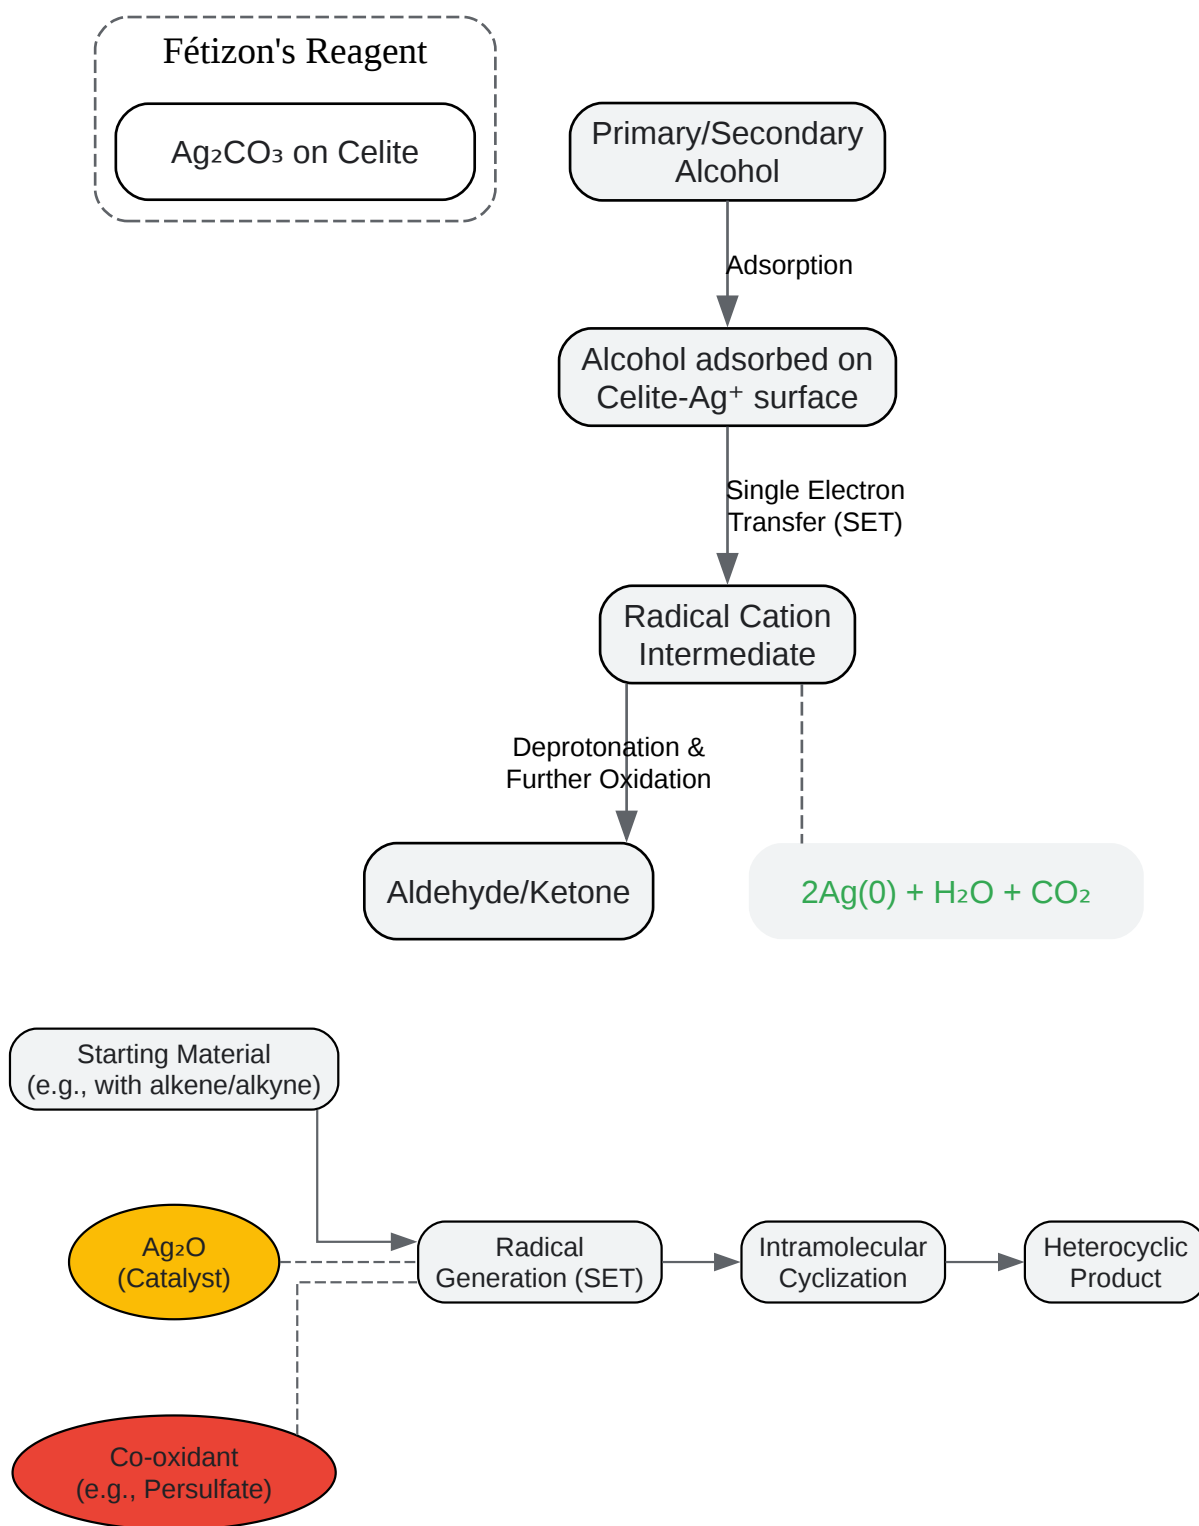 Fétizon's Reagent
Ag₂CO₃ on Celite
Primary/Secondary
Alcohol
Adsorption
Alcohol adsorbed on
Celite-Ag⁺ surface
Single Electron
Transfer (SET)
Radical Cation
Intermediate
Deprotonation &
Further Oxidation
Aldehyde/Ketone
2Ag(0) + H₂O + CO₂
Starting Material
(e.g., with alkene/alkyne)
Ag₂O
(Catalyst)
Radical
Generation (SET)
Intramolecular
Cyclization
Heterocyclic
Product
Co-oxidant
(e.g., Persulfate)